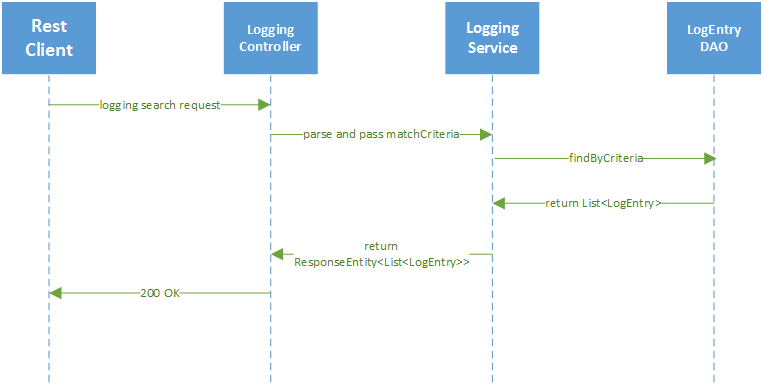 Rest
Client
Logging
Controller
Logging
Service
LogEntry
DAO
logging search request
parse and pass matchCriteria
findByCriteria
return List<LogEntry>
return
ResponseEntity<List<LogEntry>>
200 OK